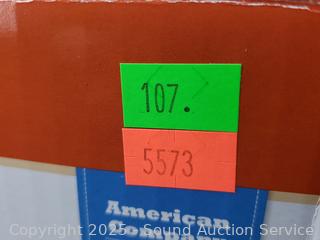 107.
5573
American
Company
Copyright 2025 - Sound Auction Service